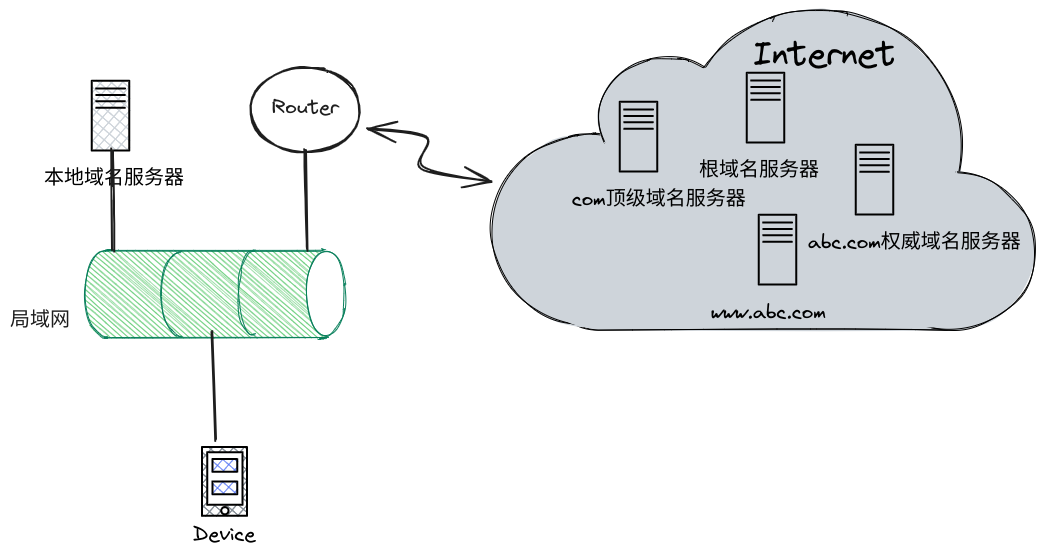 Internet
Router
本地域名服务器
根域名服务器
com顶级域名服务器
abc.com权威域名服务器
www.abc.com
局域网
Device